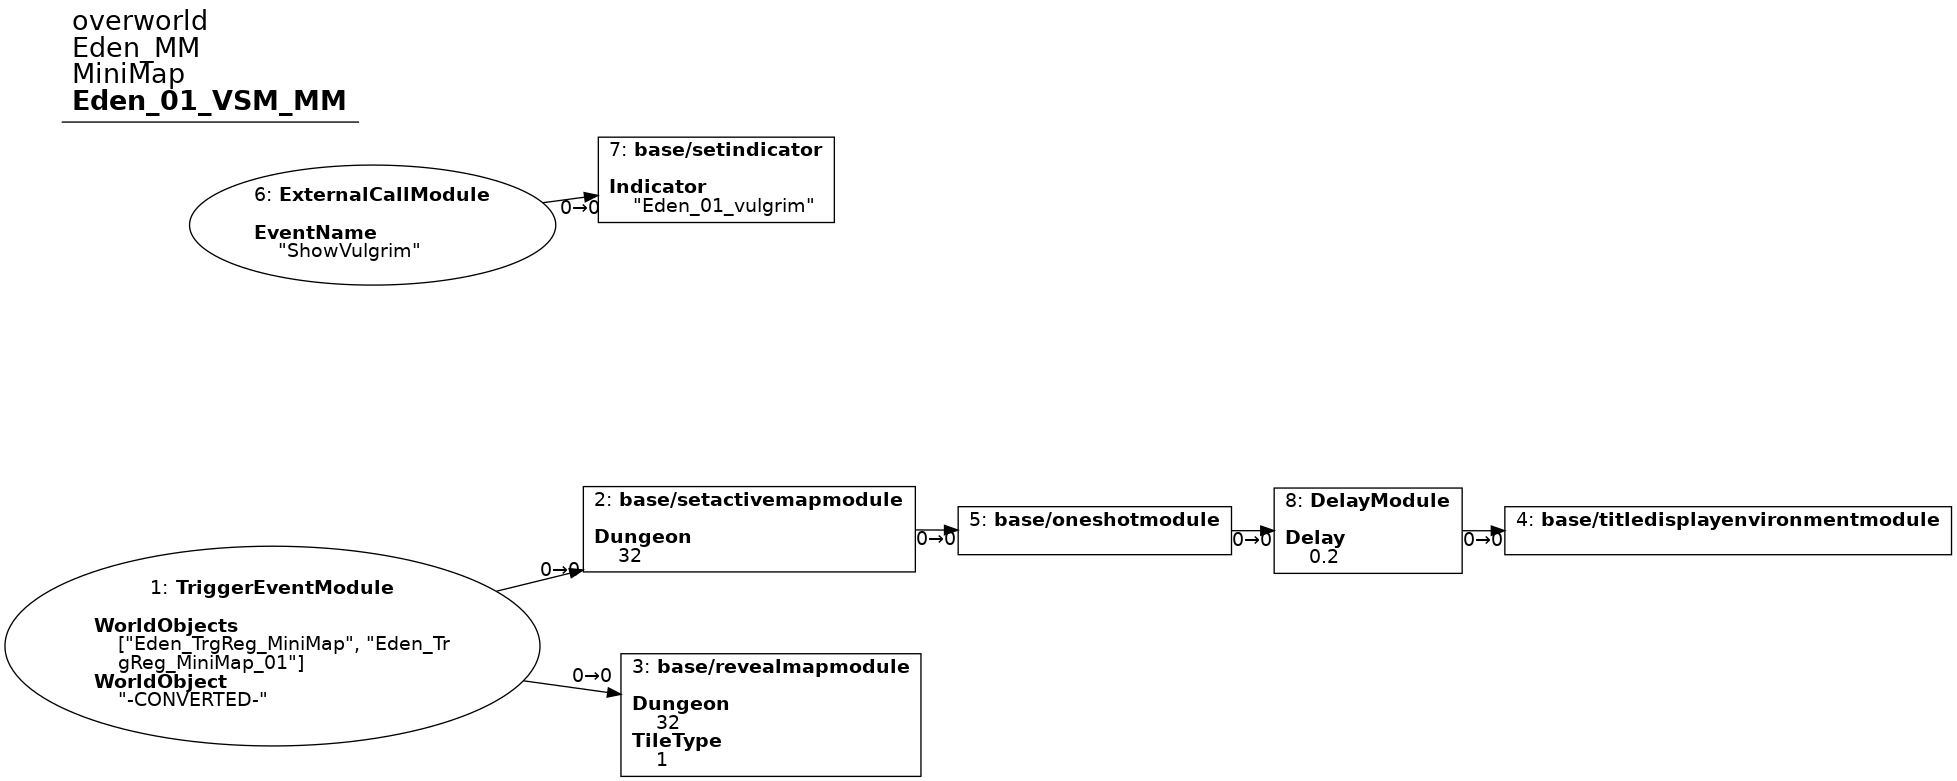 overworld
Eden_MM
MiniMap
Eden_01_VSM_MM
6: ExternalCallModule
EventName
"ShowVulgrim"
0→0
7: base/setindicator
Indicator
"Eden_01_vulgrim"
1: TriggerEventModule
WorldObjects
["Eden_TrgReg_MiniMap", "Eden_Tr
gReg_MiniMap_01"]
WorldObject
"-CONVERTED-"
0→0
2: base/setactivemapmodule
Dungeon
32
0→0
5: base/oneshotmodule
0→0
8: DelayModule
Delay
0.2
0→0
4: base/titledisplayenvironmentmodule
0→0
3: base/revealmapmodule
Dungeon
32
TileType
1